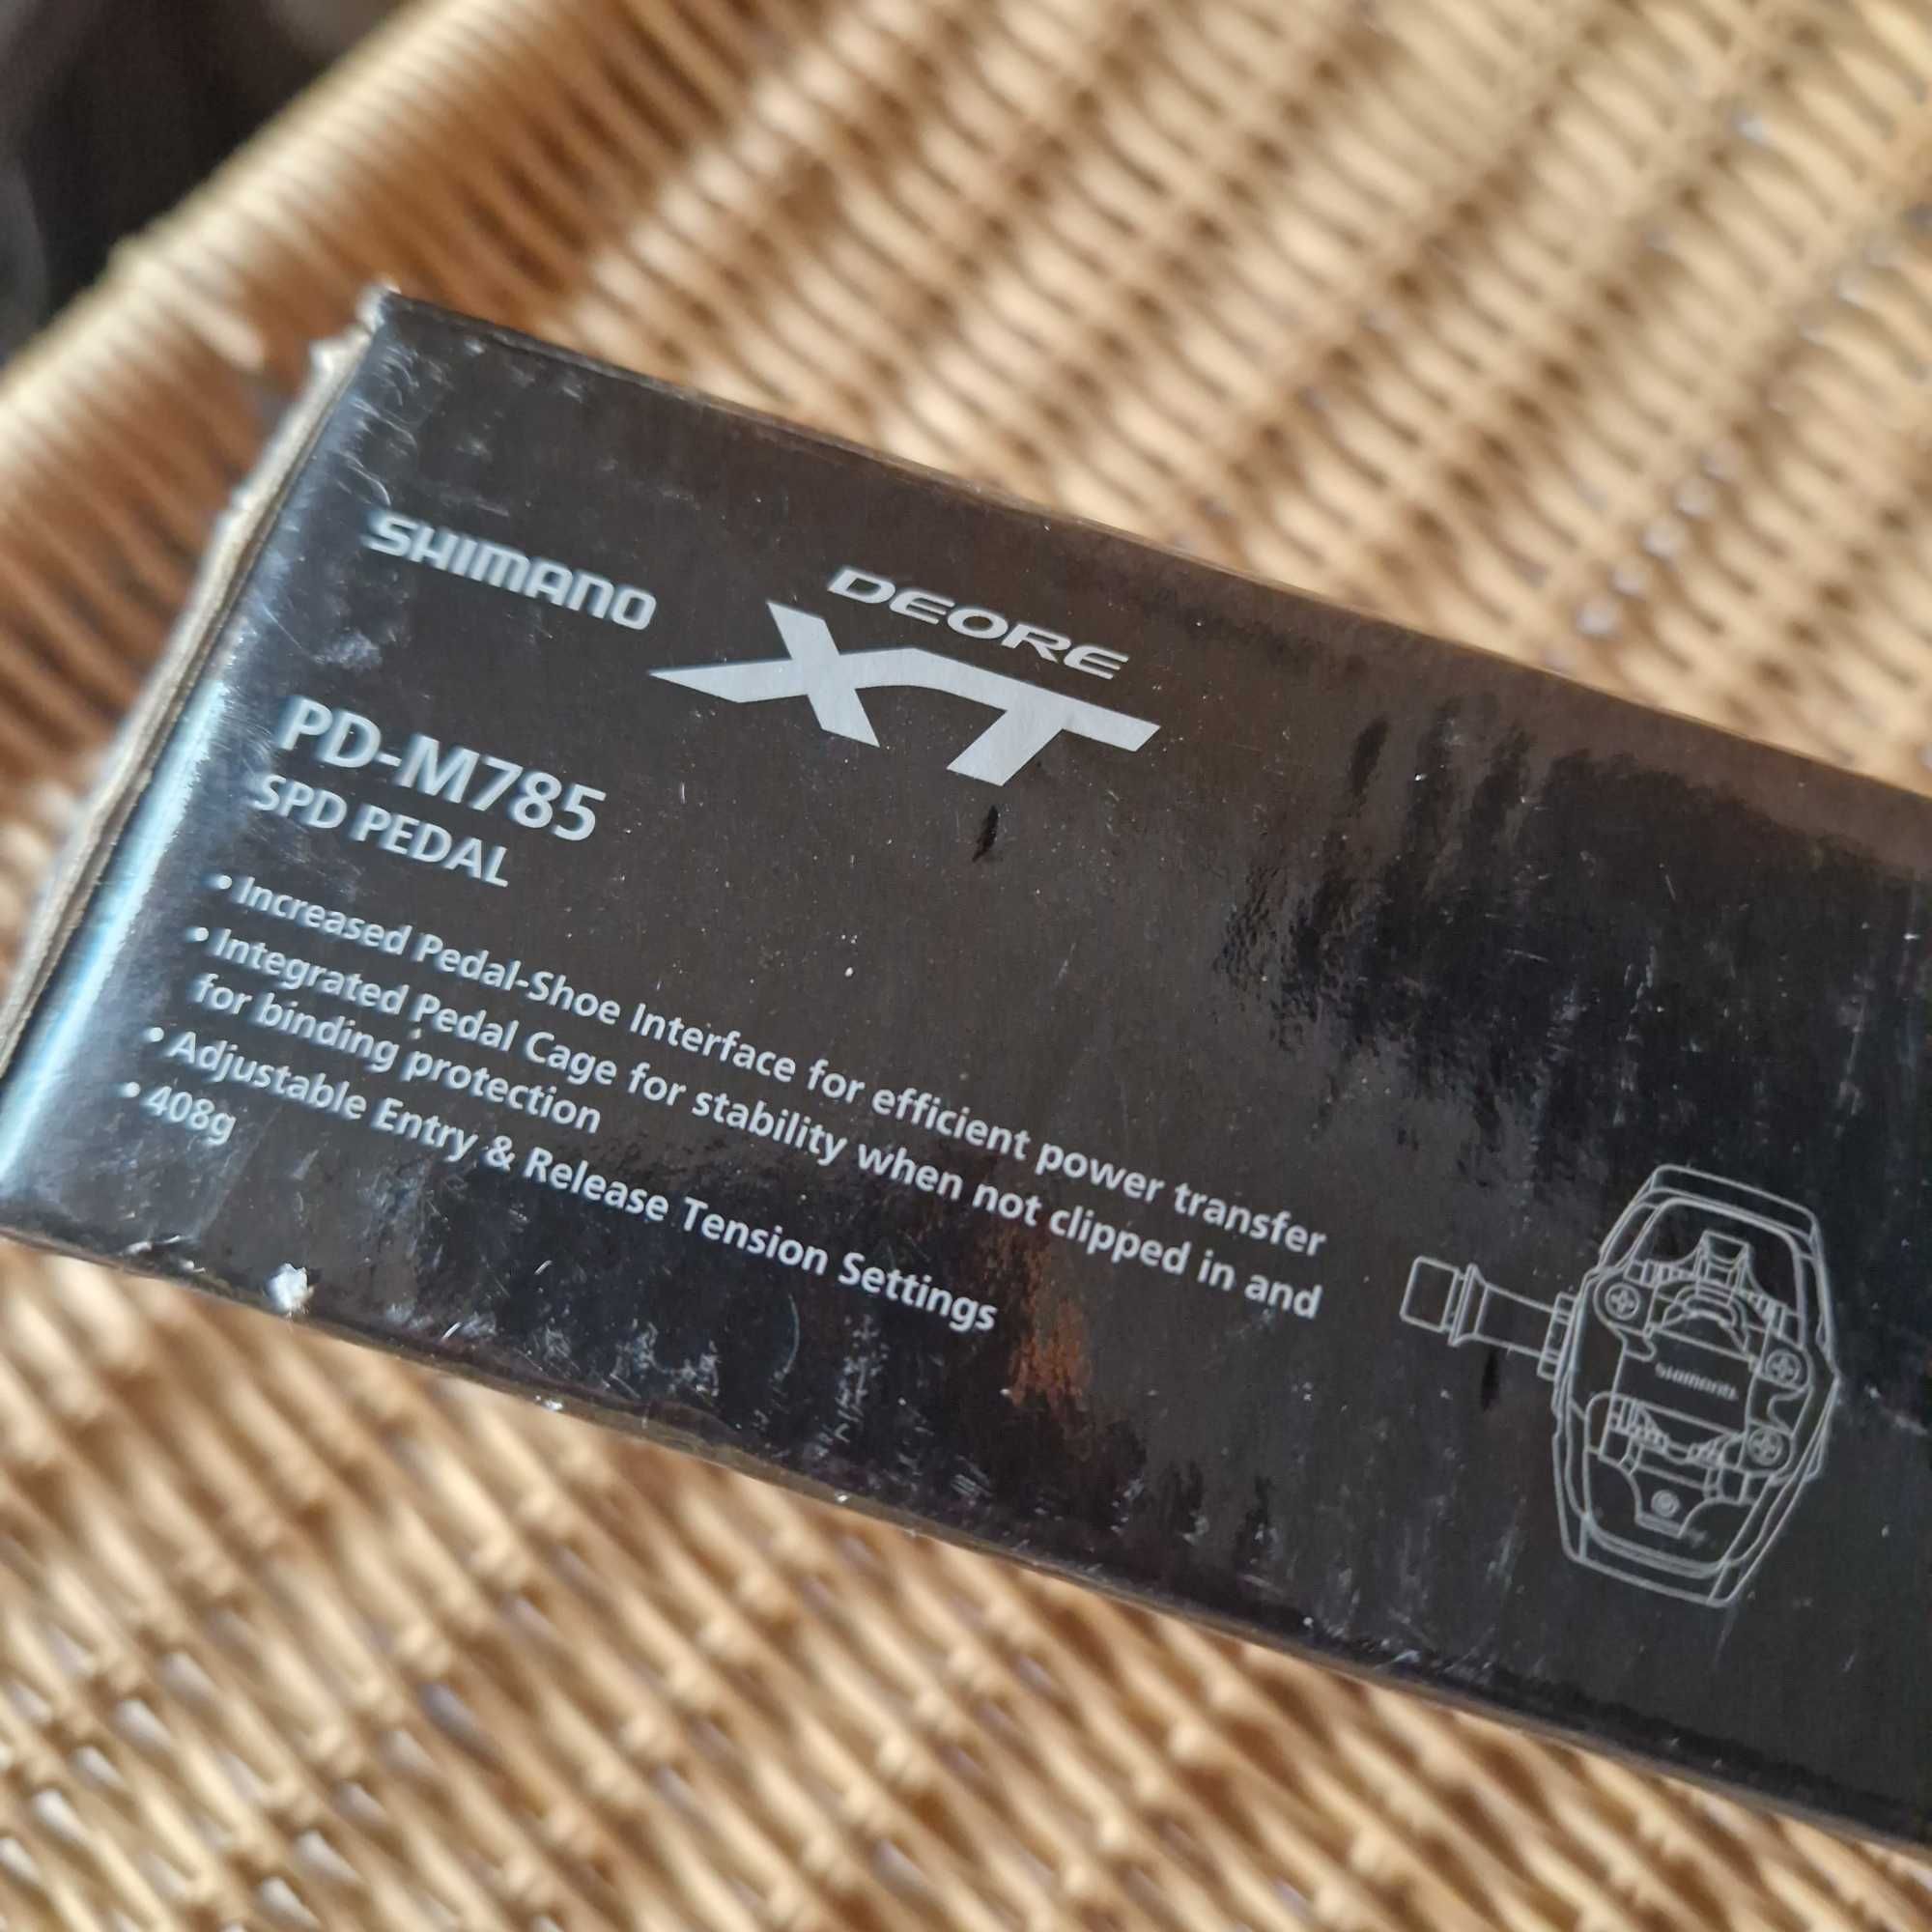 SHIMANO
DEORE
XT
PD-M785
SPD PEDAL
• Increased Pedal-Shoe Interface for efficient power transfer
• Integrated Pedal Cage for stability when not clipped in and
for binding protection
• Adjustable Entry & Release Tension Settings
• 408g
SHIMANO